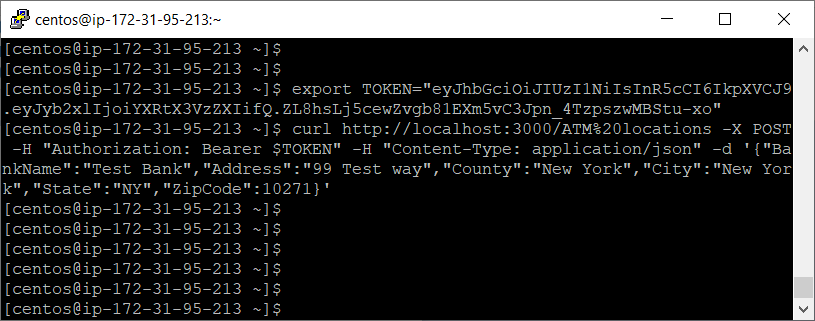 centos@ip-172-31-95-213:~
[centos@ip-172-31-95-213 ~]$
[centos@ip-172-31-95-213 ~]$
[centos@ip-172-31-95-213 ~]$ export TOKEN="eyJhbGciOiJIUzI1NiIsInR5cCI6IkpXVCJ9
.eyJyb2xlIjoiYXRtX3VzZXIifQ.ZL8hsLj5cewZvgb81EXm5vC3Jpn_4TzpszwMBStu-xo"
[centos@ip-172-31-95-213 ~]$ curl http://localhost:3000/ATM%20locations -X POST
 -H "Authorization: Bearer $TOKEN" -H "Content-Type: application/json" -d '{"Ba
nkName":"Test Bank","Address":"99 Test way","County":"New York","City":"New Yor
k","State":"NY","ZipCode":10271}'
[centos@ip-172-31-95-213 ~]$
[centos@ip-172-31-95-213 ~]$
[centos@ip-172-31-95-213 ~]$
[centos@ip-172-31-95-213 ~]$
[centos@ip-172-31-95-213 ~]$
[centos@ip-172-31-95-213 ~]$